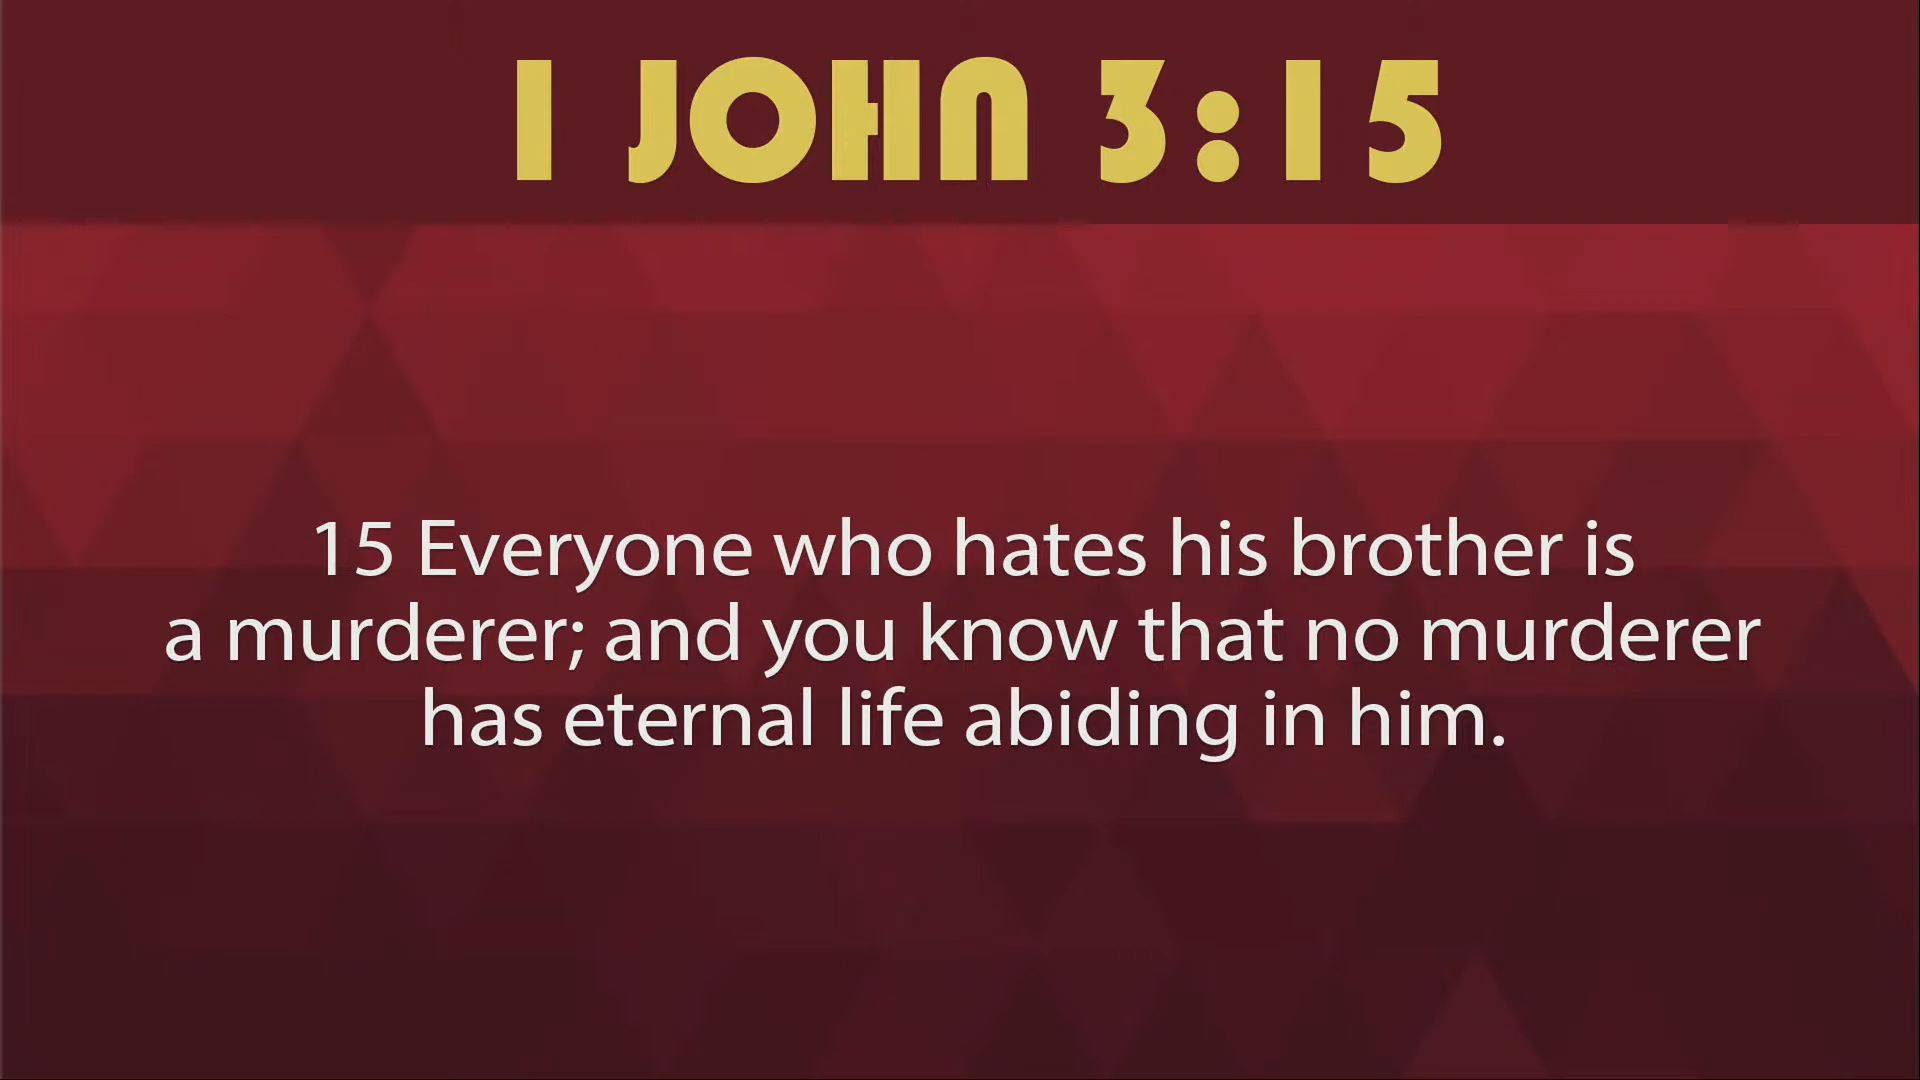 1 JOHN 3:15
15 Everyone who hates his brother is
a murderer; and you know that no murderer
has eternal life abiding in him.